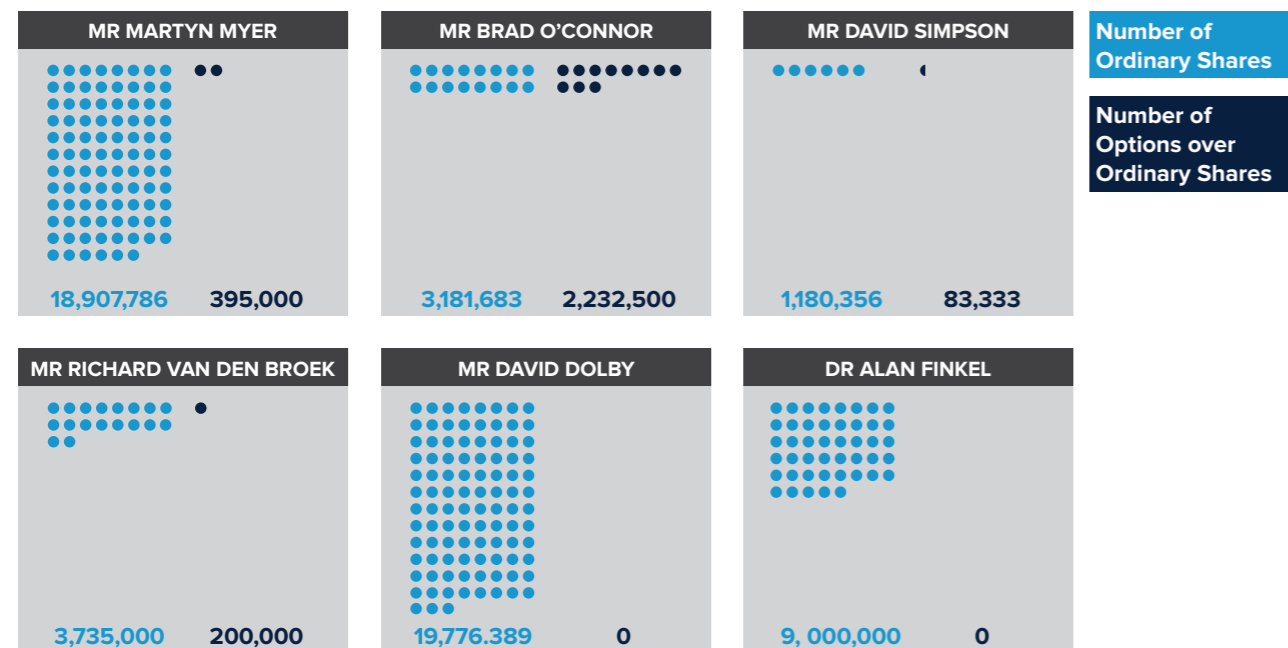 MR MARTYN MYER
18,907,786 395,000
MR BRAD O’CONNOR
3,181,683 2,232,500
MR DAVID SIMPSON
1,180,356 83,333
Number of
Ordinary Shares
Number of
Options over
Ordinary Shares
MR RICHARD VAN DEN BROEK
3,735,000 200,000
MR DAVID DOLBY
19,776.389 0
DR ALAN FINKEL
9, 000,000 0